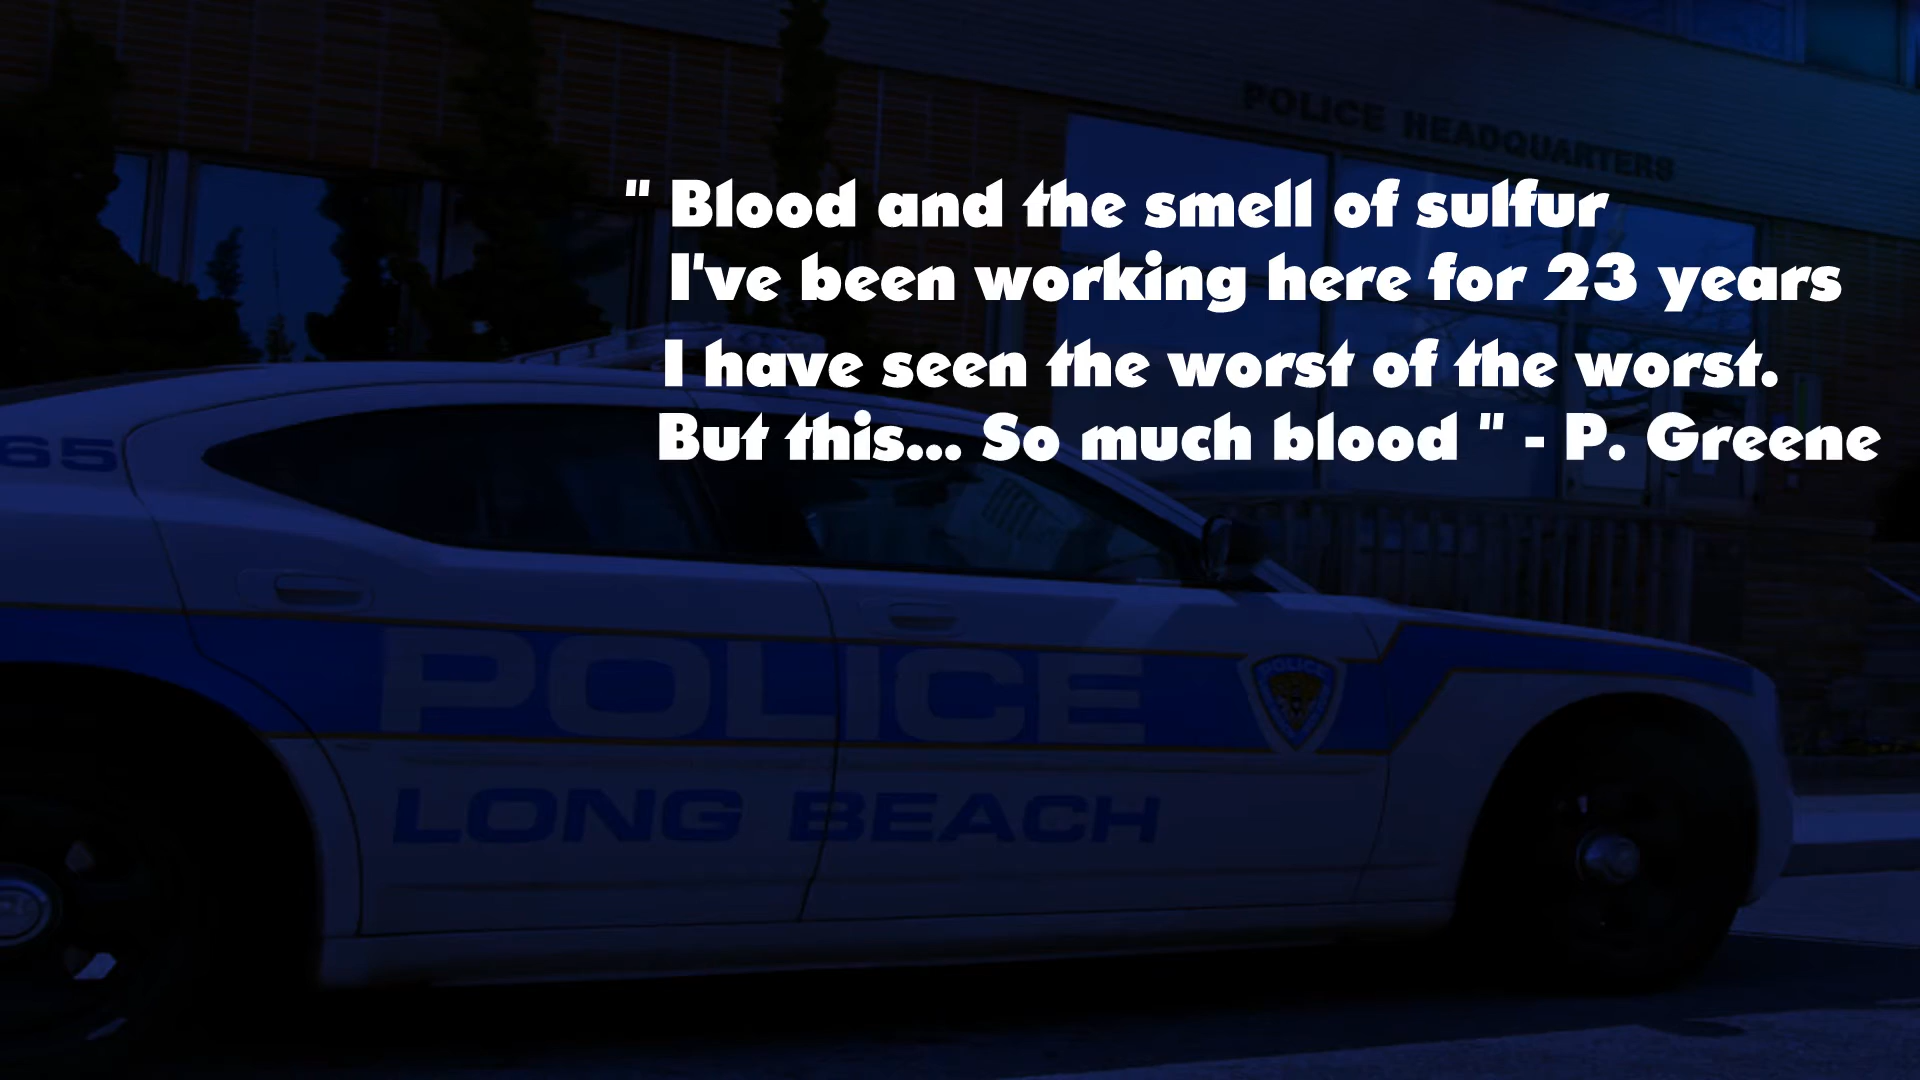 POLICE HEADQUARTERS
" Blood and the smell of sulfur
I've been working here for 23 years
I have seen the worst of the worst.
But this... So much blood " - P. Greene
65
POLICE
POLICE
LONG BEACH